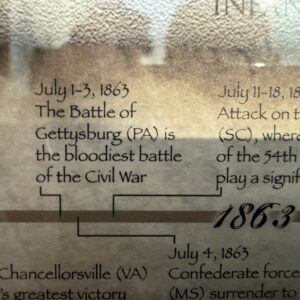 INFAN
July 1-3, 1863
The Battle of
Gettysburg (PA) is
the bloodiest battle
of the Civil War
July 11-18, 18
Attack on t
(SC), where
of the 54th
play a signif
1863
Chancellorsville (VA)
's greatest victory
July 4, 1863
Confederate force
(MS) surrender to